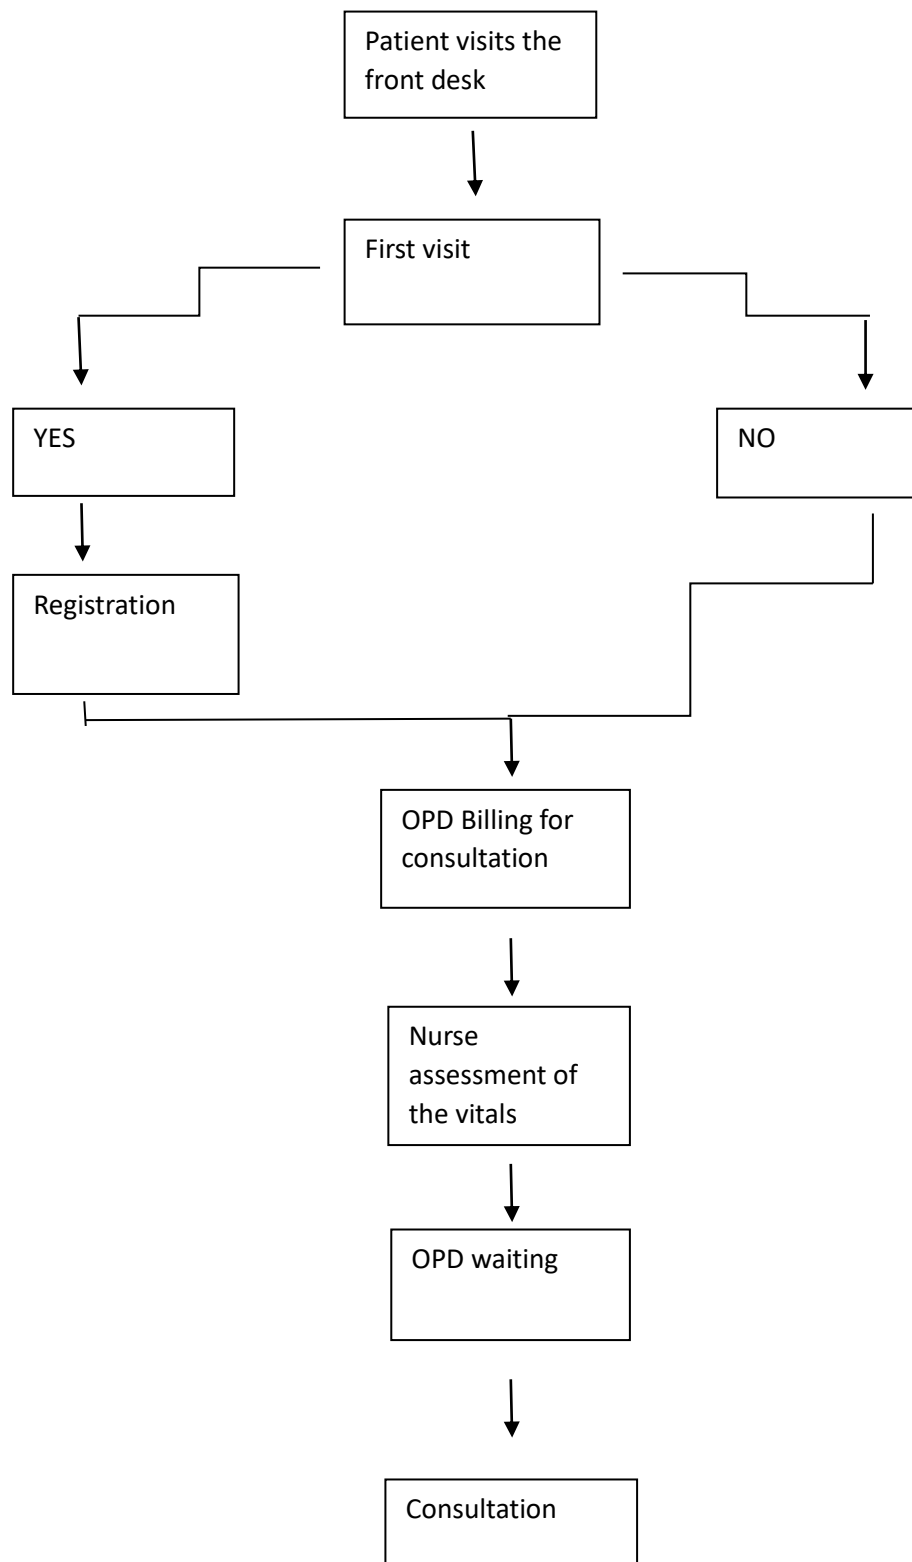 Patient visits the
front desk
First visit
YES
NO
Registration
OPD Billing for
consultation
Nurse
assessment of
the vitals
OPD waiting
Consultation